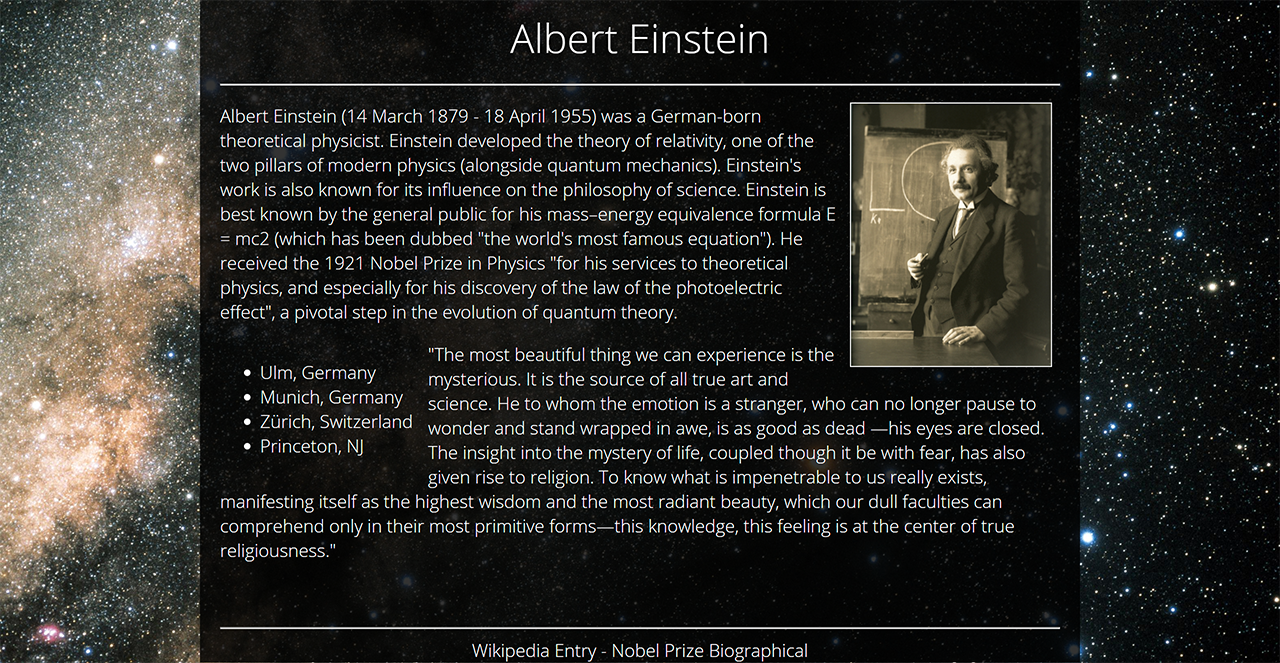 Albert Einstein
Albert Einstein (14 March 1879 - 18 April 1955) was a German-born
theoretical physicist. Einstein developed the theory of relativity, one of the
two pillars of modern physics (alongside quantum mechanics). Einstein's
work is also known for its influence on the philosophy of science. Einstein is
best known by the general public for his mass–energy equivalence formula E
= mc2 (which has been dubbed "the world's most famous equation"). He
received the 1921 Nobel Prize in Physics "for his services to theoretical
physics, and especially for his discovery of the law of the photoelectric
effect", a pivotal step in the evolution of quantum theory.
Ulm, Germany
Munich, Germany
Zürich, Switzerland
Princeton, NJ
"The most beautiful thing we can experience is the
mysterious. It is the source of all true art and
science. He to whom the emotion is a stranger, who can no longer pause to
wonder and stand wrapped in awe, is as good as dead —his eyes are closed.
The insight into the mystery of life, coupled though it be with fear, has also
given rise to religion. To know what is impenetrable to us really exists,
manifesting itself as the highest wisdom and the most radiant beauty, which our dull faculties can
comprehend only in their most primitive forms—this knowledge, this feeling is at the center of true
religiousness."
Wikipedia Entry - Nobel Prize Biographical